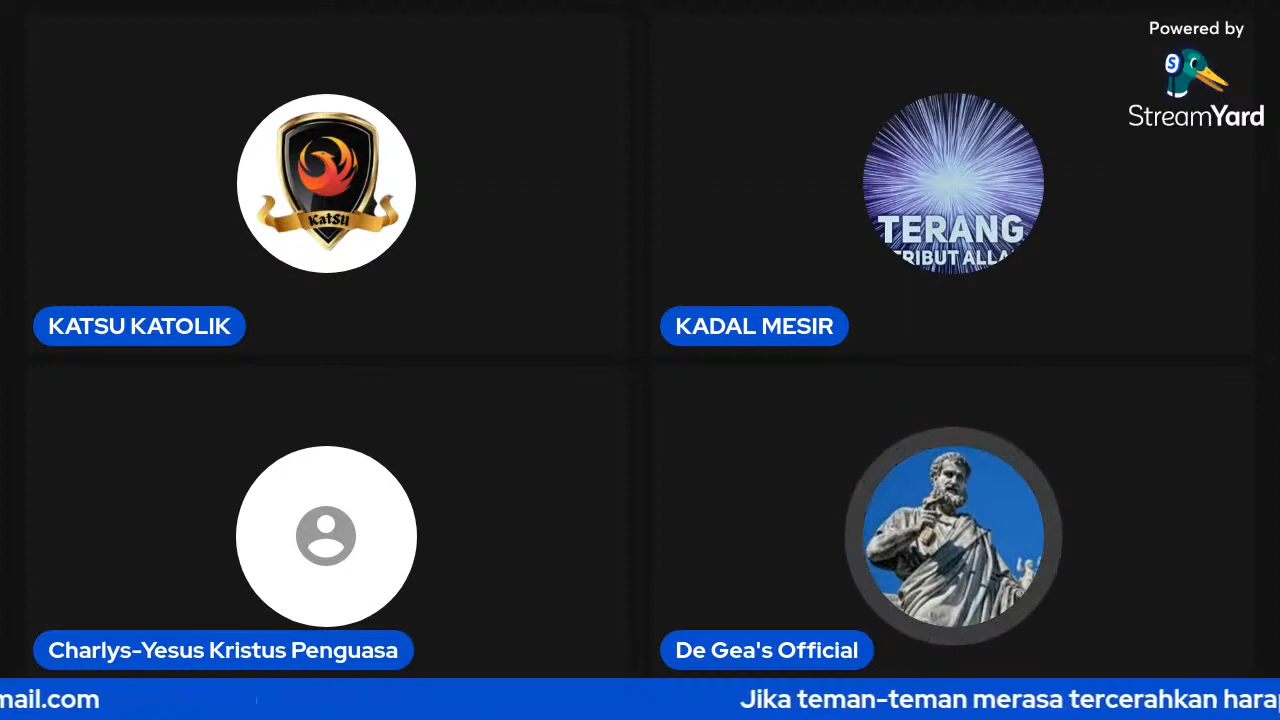 Powered by
StreamYard
KatSU
TERANG
KATSU KATOLIK
KADAL MESIR
Charlys-Yesus Kristus Penguasa
De Gea's Official
mail.com
Jika teman-teman merasa tercerahkan